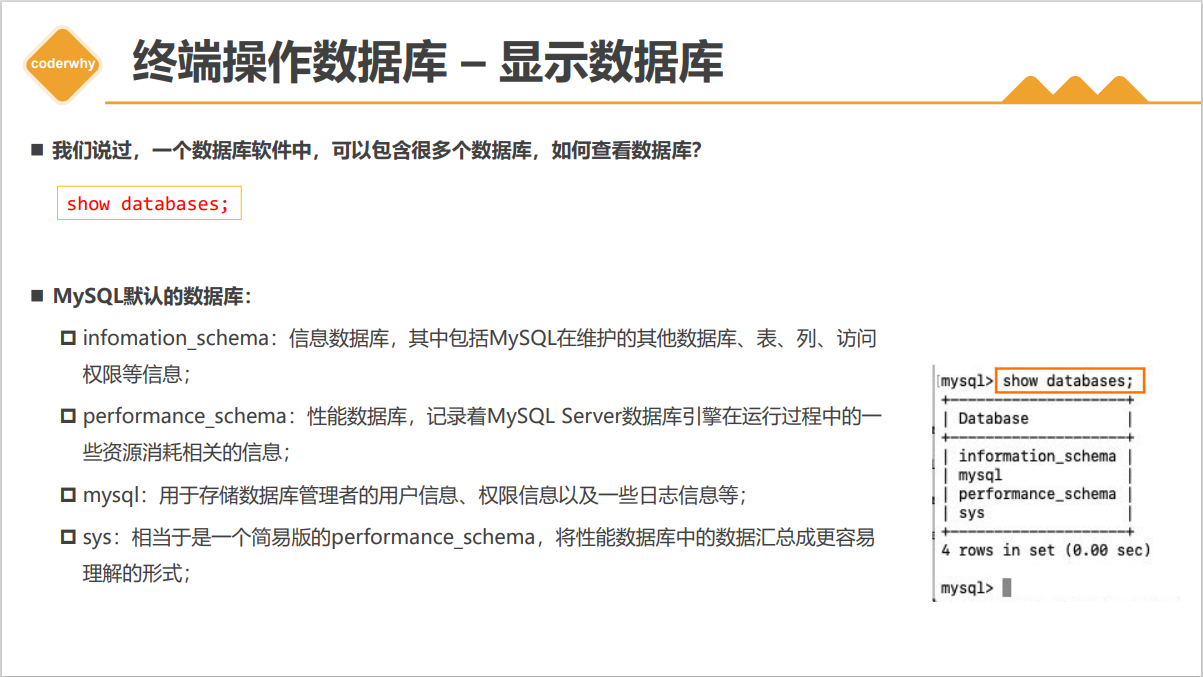 coderwhy
终端操作数据库 – 显示数据库
我们说过，一个数据库软件中，可以包含很多个数据库，如何查看数据库？
show databases;
MySQL默认的数据库：
infomation_schema：信息数据库，其中包括MySQL在维护的其他数据库、表、列、访问
权限等信息；
performance_schema：性能数据库，记录着MySQL Server数据库引擎在运行过程中的一
些资源消耗相关的信息；
mysql：用于存储数据库管理者的用户信息、权限信息以及一些日志信息等；
sys：相当于是一个简易版的performance_schema，将性能数据库中的数据汇总成更容易
理解的形式；
[mysql> show databases;
+--------------------+
| Database           |
+--------------------+
| information_schema |
| mysql              |
| performance_schema |
| sys                |
+--------------------+
4 rows in set (0.00 sec)
mysql>